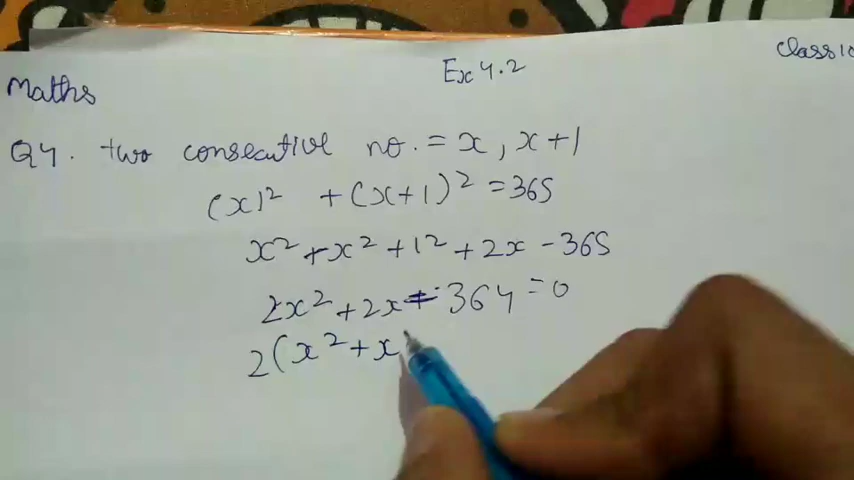 Ex 4.2
Maths
Q4. two consecutive no. = x, x+1
(x)² + (x+1)² = 365
x² + x² + 1² + 2x - 365
2x² + 2x - 364 = 0
2(x² + x